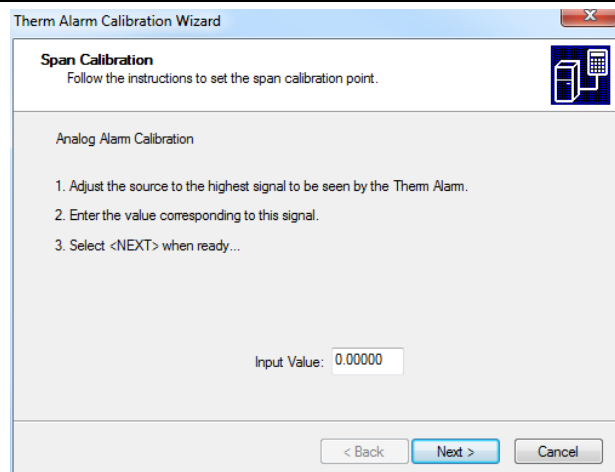 Therm Alarm Calibration Wizard
Span Calibration
Follow the instructions to set the span calibration point.
Analog Alarm Calibration
1. Adjust the source to the highest signal to be seen by the Therm Alarm.
2. Enter the value corresponding to this signal.
3. Select <NEXT> when ready...
Input Value: 0.00000
< Back Next > Cancel